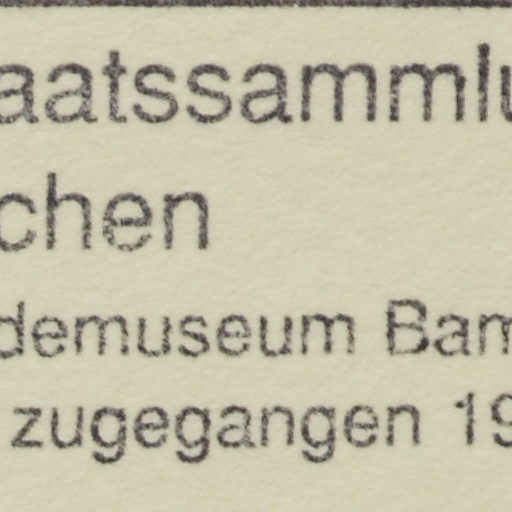 aatssammlu
chen
demuseum Bam
zugegangen 19